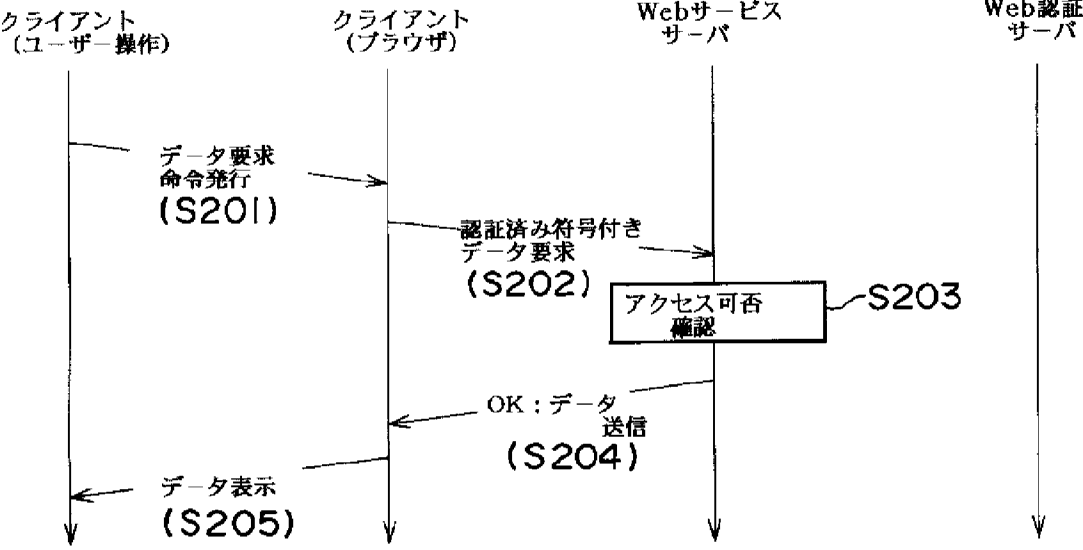 クライアント
(ユーザー操作)
クライアント
(ブラウザ)
Webサービス
サーバ
Web認証
サーバ
データ要求
命令発行
(S201)
認証済み符号付き
データ要求
(S202)
アクセス可否
確認
S203
OK:データ
送信
(S204)
データ表示
(S205)